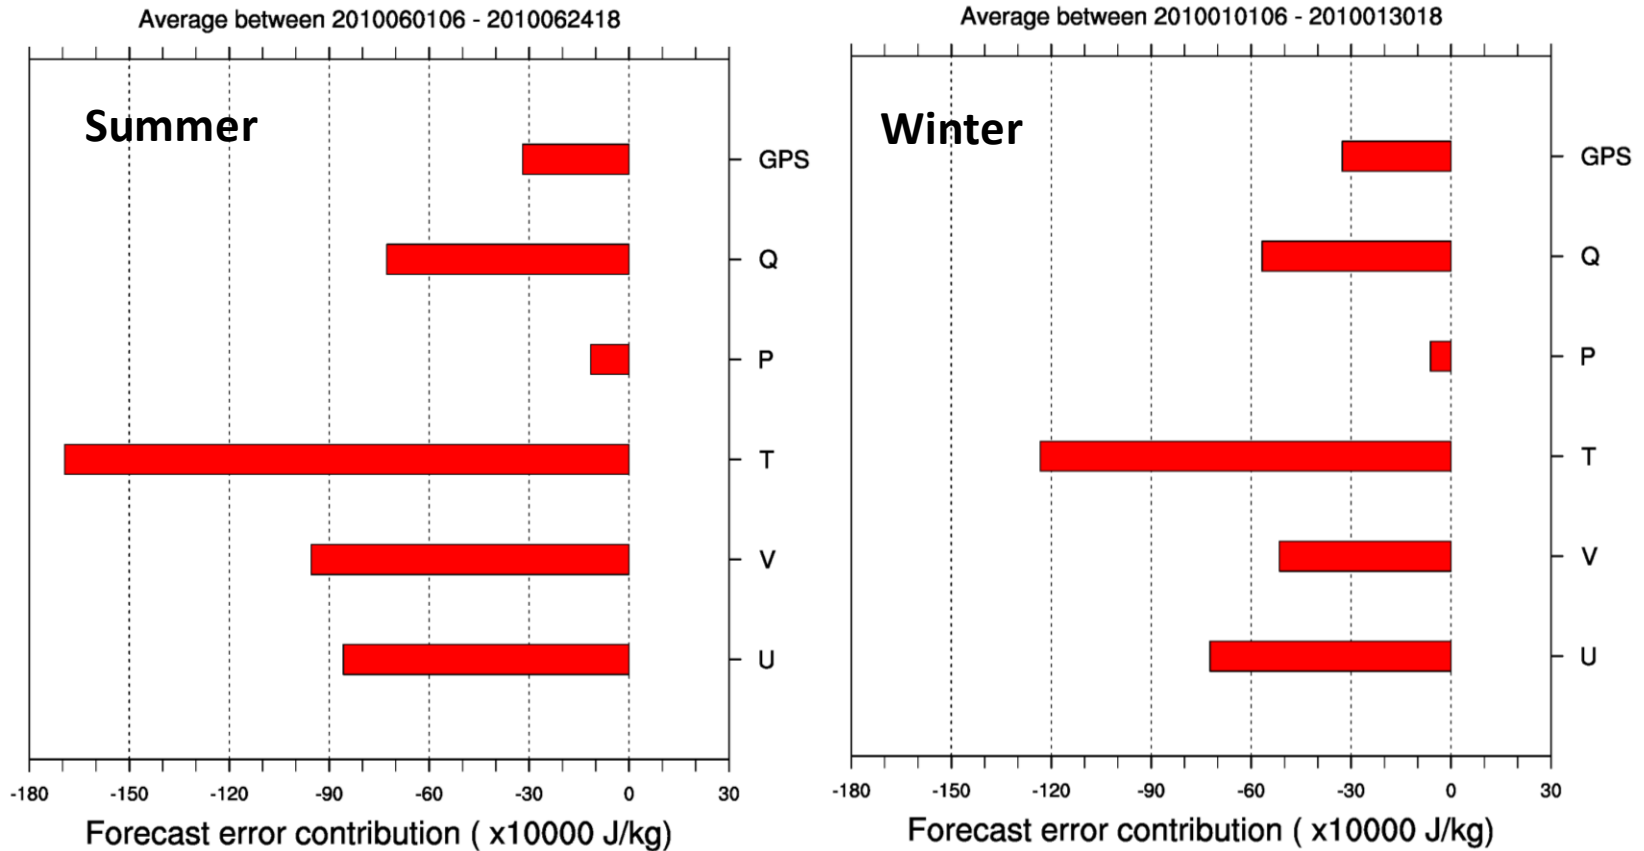 Average between 2010060106 - 2010062418
Summer
GPS
Q
P
T
V
U
-180 -150 -120 -90 -60 -30 0 30
Forecast error contribution ( x10000 J/kg)
Average between 2010010106 - 2010013018
Winter
GPS
Q
P
T
V
U
-180 -150 -120 -90 -60 -30 0 30
Forecast error contribution ( x10000 J/kg)